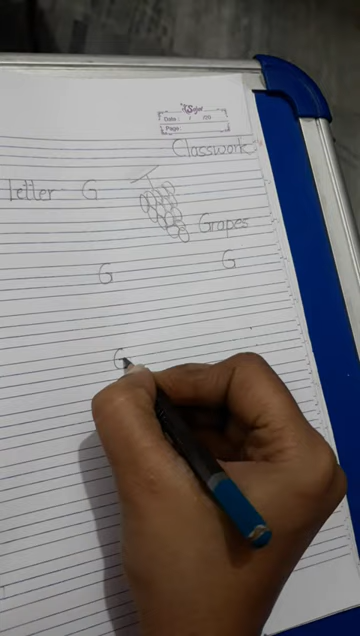 Date: / /20
Page
Classwork
letter G
Grapes
G G
G